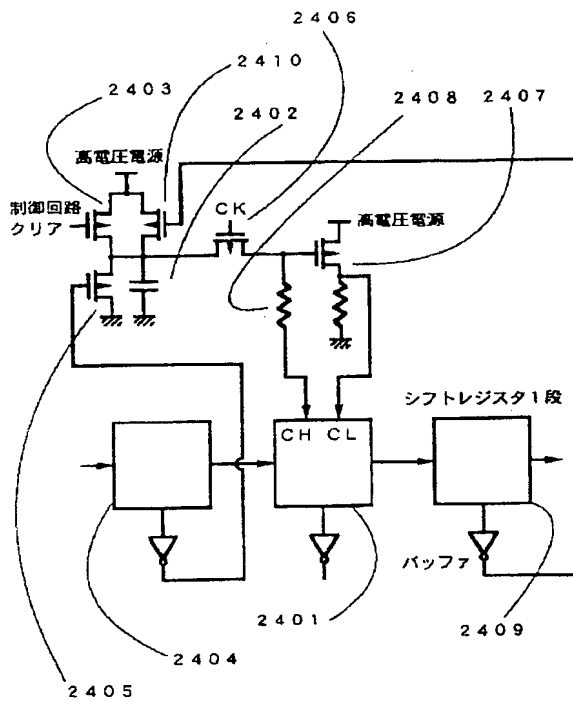 2406
2410
2403
2408
2407
2402
高電圧電源
制御回路
クリア
CK
高電圧電源
シフトレジスタ1段
CH CL
バッファ
2401
2409
2404
2405